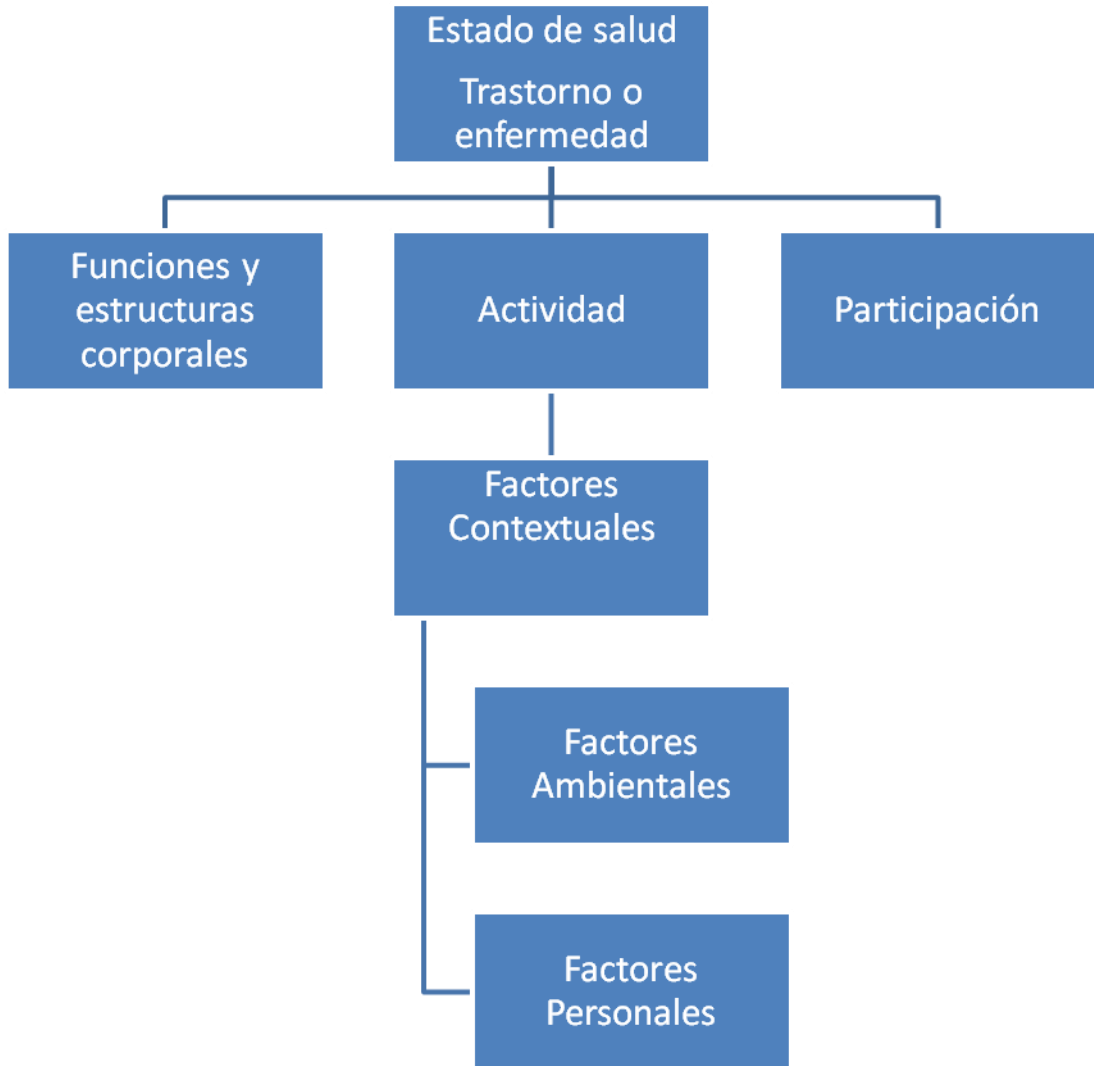 Estado de salud
Trastorno o
enfermedad
Funciones y
estructuras
corporales
Actividad
Participación
Factores
Contextuales
Factores
Ambientales
Factores
Personales